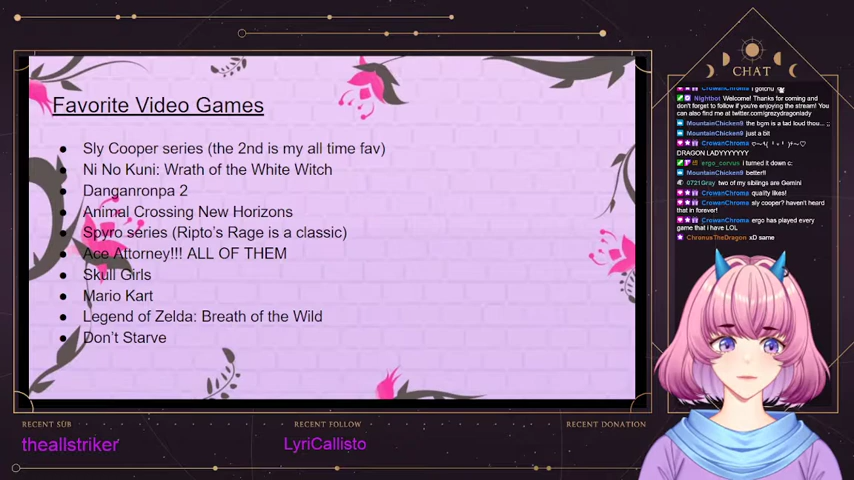 Favorite Video Games
● Sly Cooper series (the 2nd is my all time fav)
● Ni No Kuni: Wrath of the White Witch
● Danganronpa 2
● Animal Crossing New Horizons
● Spyro series (Ripto's Rage is a classic)
● Ace Attorney!!! ALL OF THEM
● Skull Girls
● Mario Kart
● Legend of Zelda: Breath of the Wild
● Don't Starve
CHAT
CrowanChroma I gotchu
Nightbot Welcome! Thanks for coming and
don't forget to follow if you're enjoying the stream! You
can also find me at twitter.com/grezydragonlady
MountainChicken9 the bgm is a tad loud thou... ;;
MountainChicken9 just a bit
CrowanChroma
DRAGON LADYYYYYY
ergo_corvus i turned it down c:
MountainChicken9 better!!
0721Gray two of my siblings are Gemini
CrowanChroma quality likes!
CrowanChroma sly cooper? haven't heard
that in forever!
CrowanChroma ergo has played every
game that i have LOL
ChronusTheDragon xD same
RECENT SUB
theallstriker
RECENT FOLLOW
LyriCallisto
RECENT DONATION